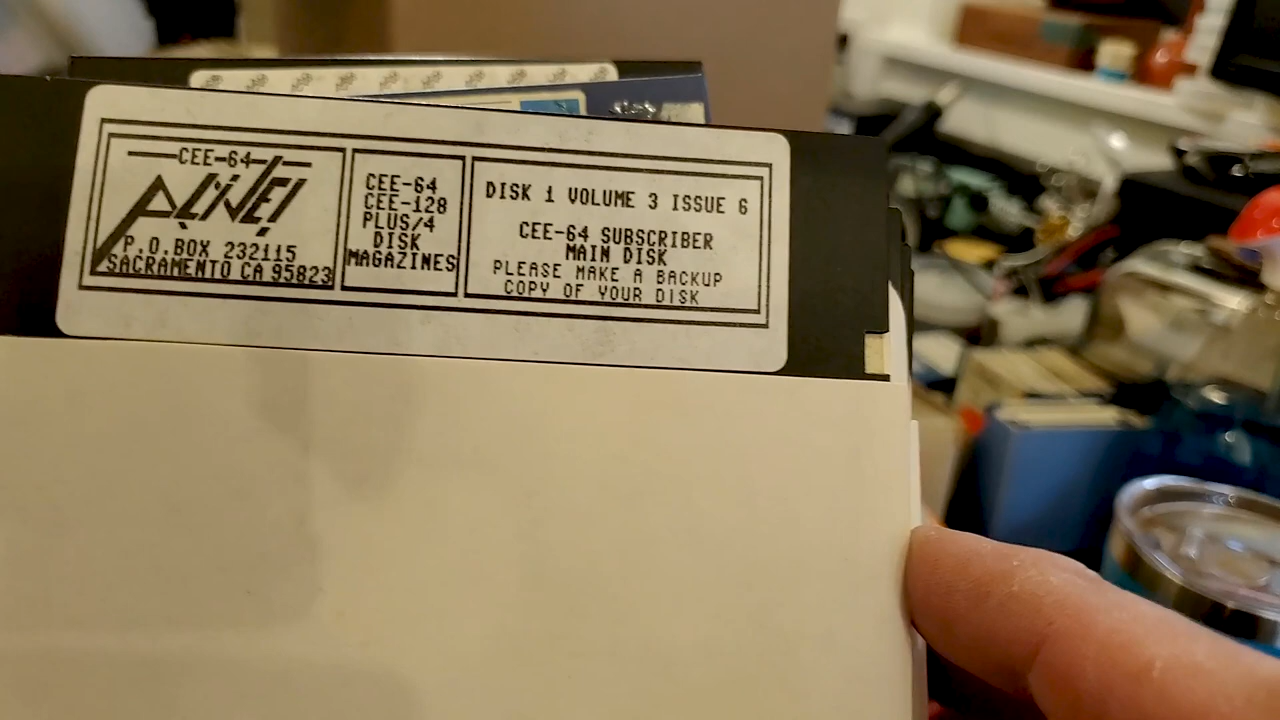 CEE-64
ALIVE!
P.O.BOX 232115
SACRAMENTO CA 95823
CEE-64
CEE-128
PLUS/4
DISK
MAGAZINES
DISK 1 VOLUME 3 ISSUE 6
CEE-64 SUBSCRIBER
MAIN DISK
PLEASE MAKE A BACKUP
COPY OF YOUR DISK